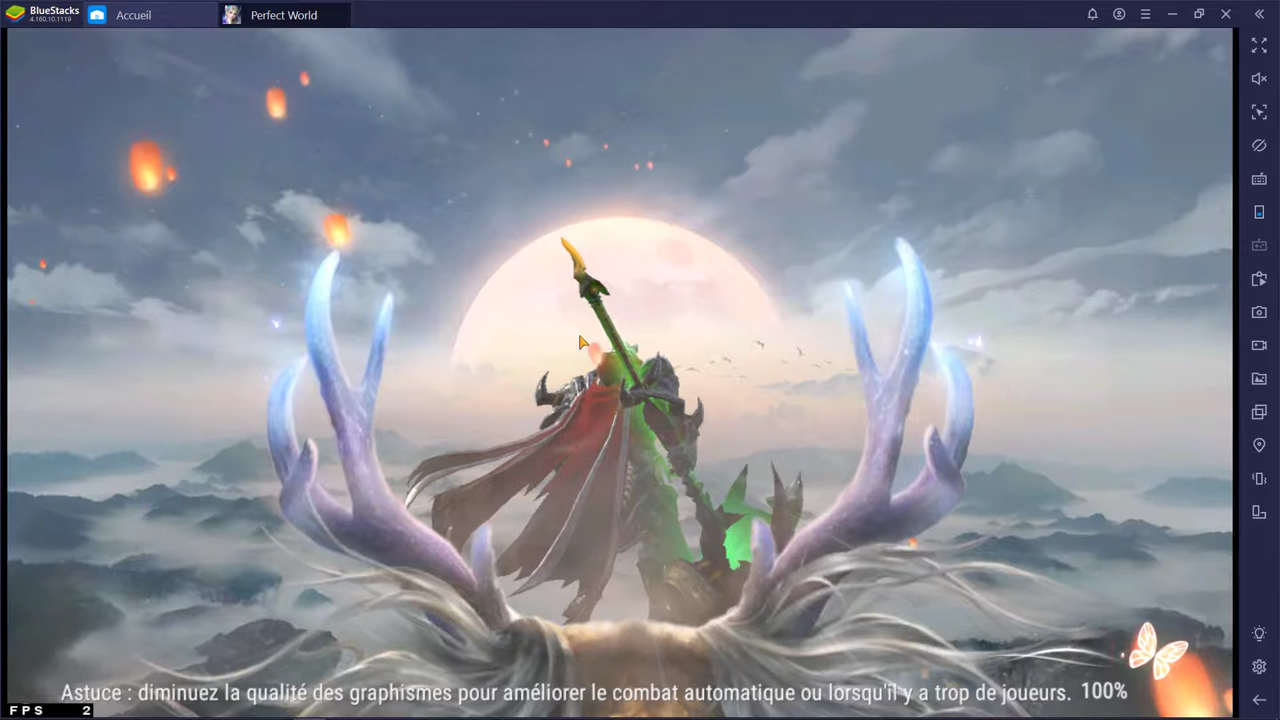 BlueStacks
4.160.10.1119
Accueil
Perfect World
Astuce : diminuez la qualité des graphismes pour améliorer le combat automatique ou lorsqu'il y a trop de joueurs. 100%
FPS 2